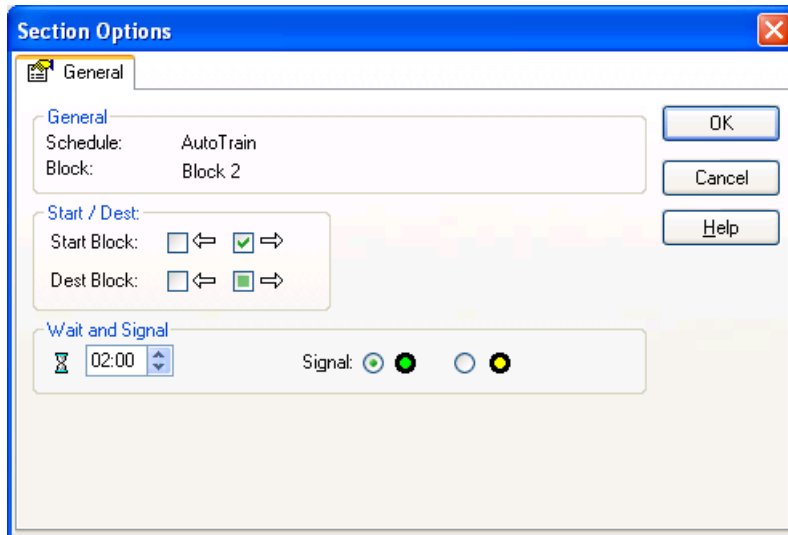 Section Options
General
General
Schedule: AutoTrain
Block: Block 2
Start / Dest:
Start Block:
Dest Block:
Wait and Signal
02:00 Signal:
OK
Cancel
Help